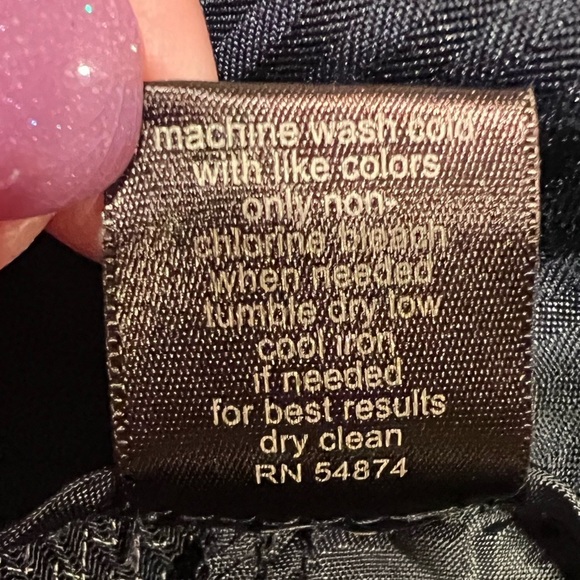 machine wash cold
with like colors
only non-
chlorine bleach
when needed
tumble dry low
cool iron
if needed
for best results
dry clean
RN 54874